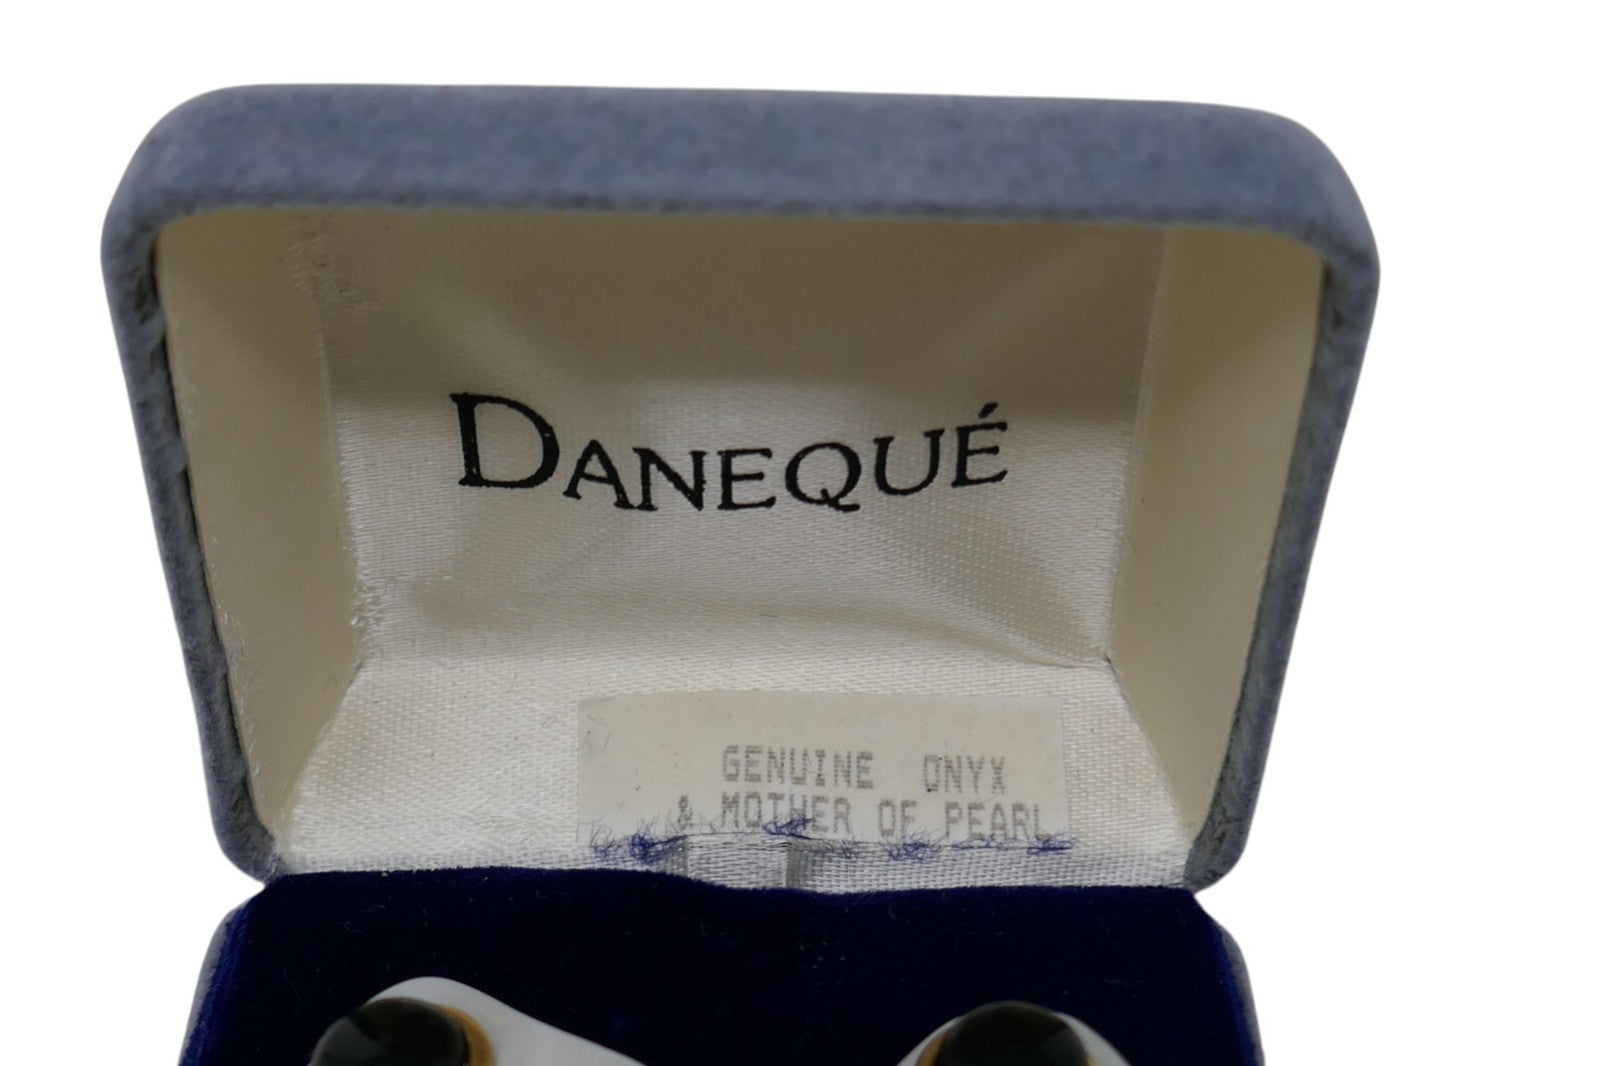 DANEQUÉ
GENUINE ONYX
& MOTHER OF PEARL